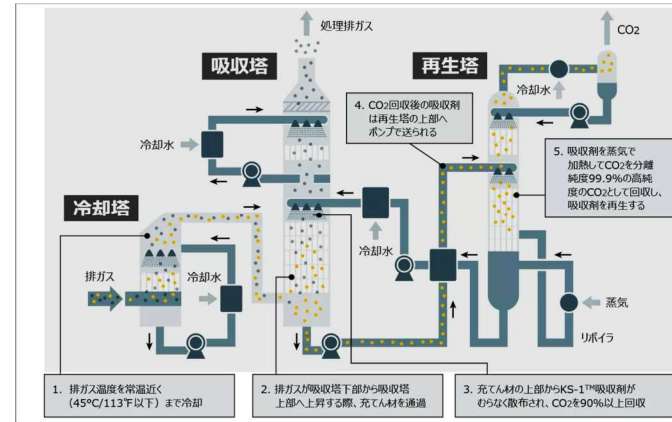 処理排ガス
CO2
吸収塔
再生塔
冷却水
4. CO2回収後の吸収剤
は再生塔の上部へ
ポンプで送られる
冷却水
5. 吸収剤を蒸気で
加熱してCO2を分離
純度99.9%の高純
度のCO2として回収し、
吸収剤を再生する
冷却塔
冷却水
排ガス
冷却水
蒸気
リボイラ
1. 排ガス温度を常温近く
(45°C/113°F以下) まで冷却
2. 排ガスが吸収塔下部から吸収塔
上部へ上昇する際、充てん材を通過
3. 充てん材の上部からKS-1™吸収剤が
むらなく散布され、CO2を90%以上回収